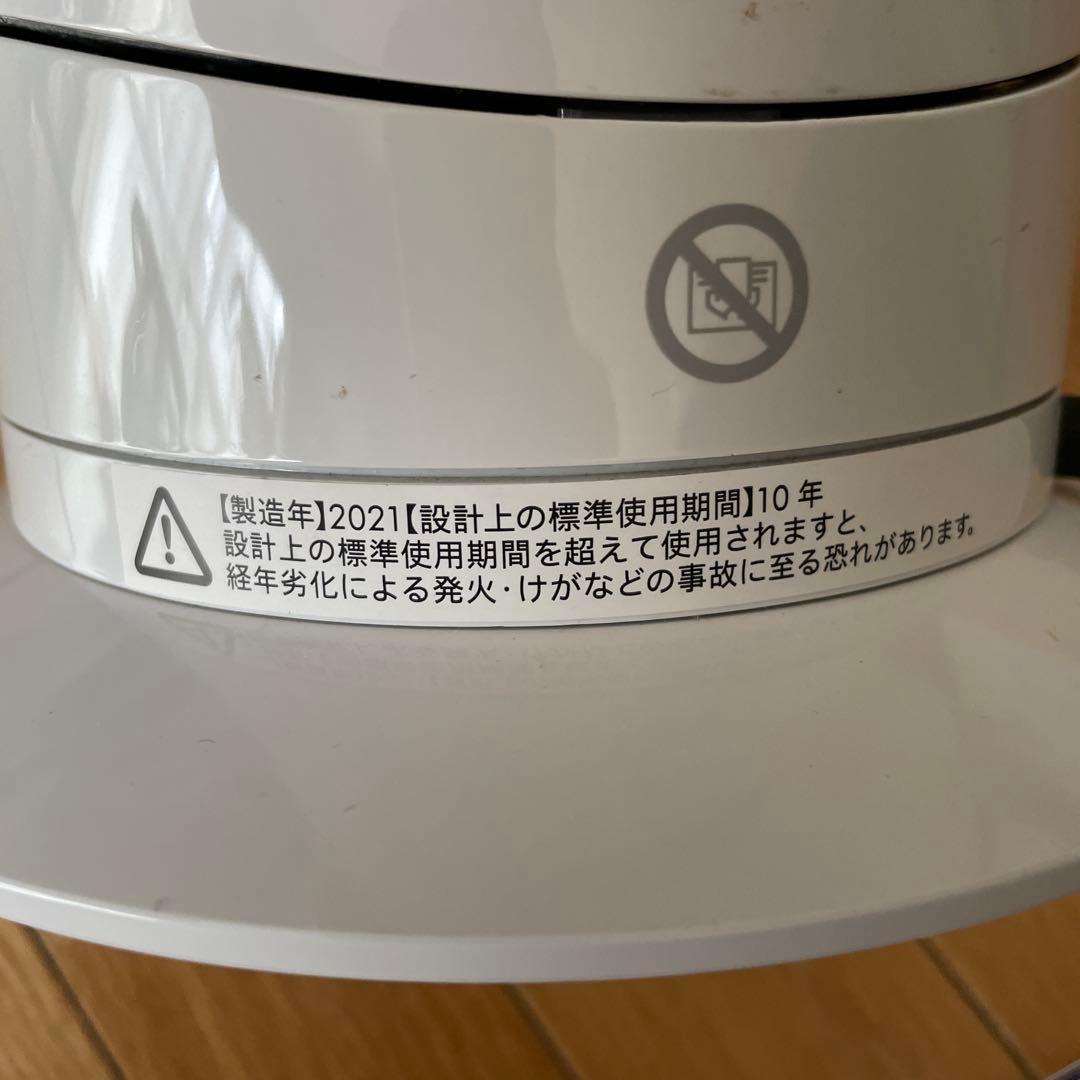 【製造年】2021【設計上の標準使用期間】10 年
設計上の標準使用期間を超えて使用されますと、
経年劣化による発火･けがなどの事故に至る恐れがあります。